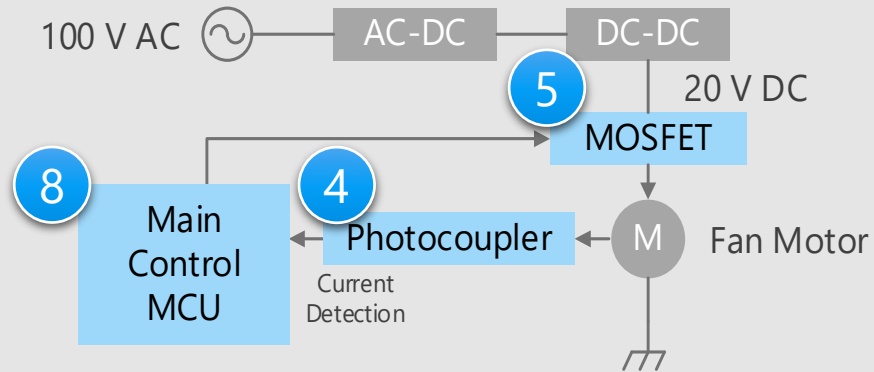 100 V AC
AC-DC
DC-DC
5
20 V DC
MOSFET
8
4
Main
Control
MCU
Photocoupler
M
Fan Motor
Current
Detection